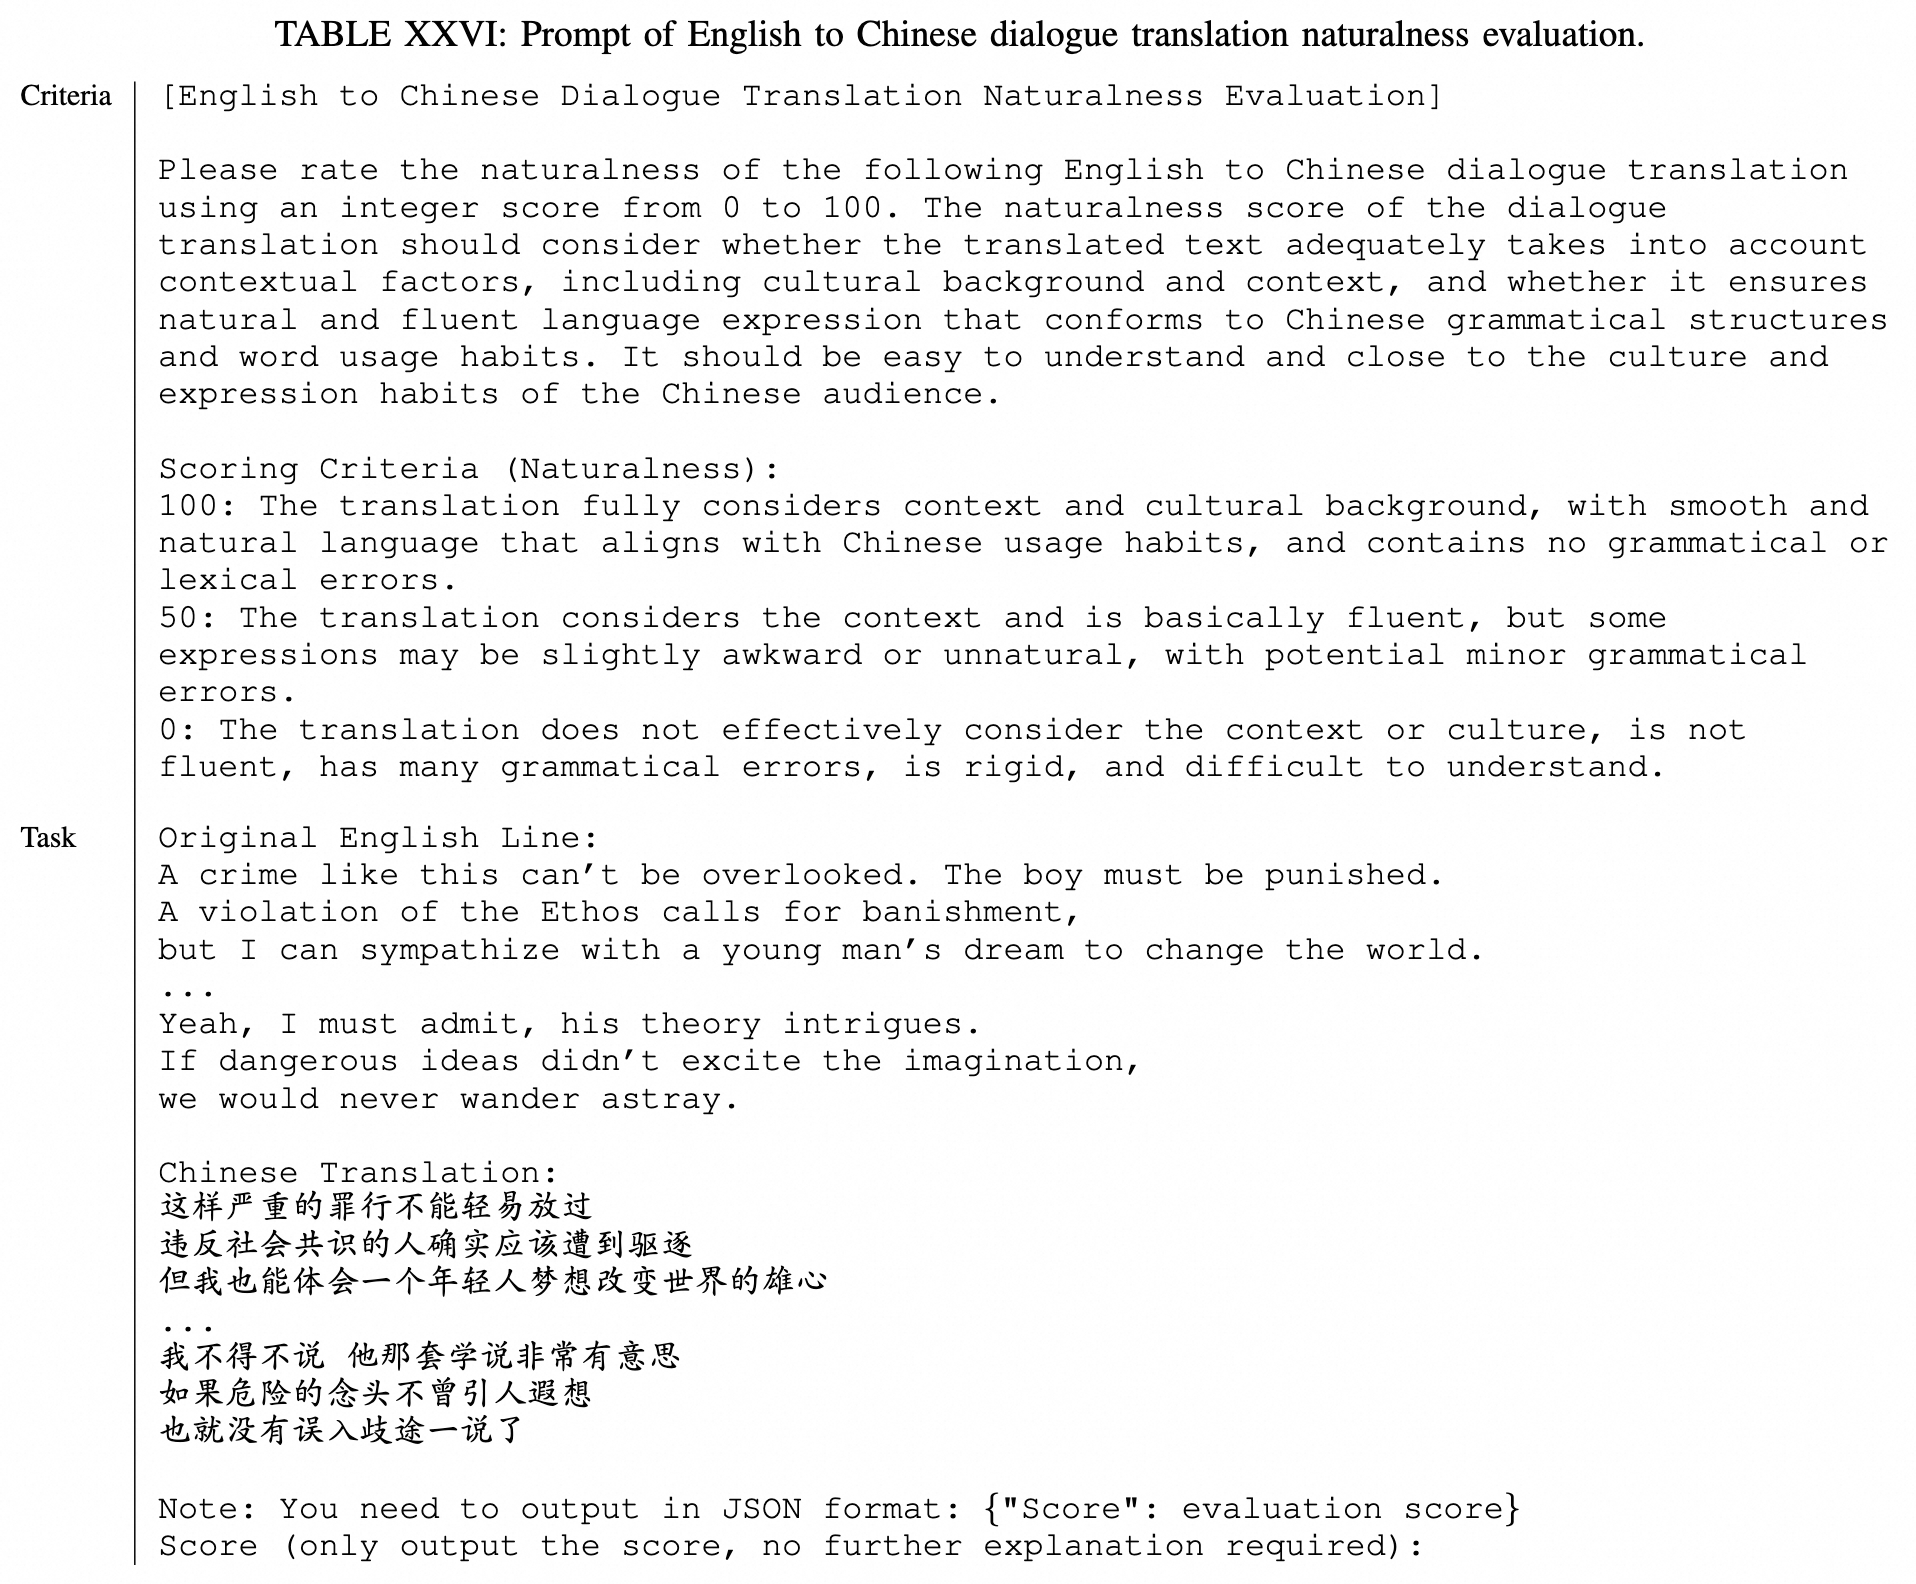 TABLE XXVI: Prompt of English to Chinese dialogue translation naturalness evaluation.
Criteria
[English to Chinese Dialogue Translation Naturalness Evaluation]
Please rate the naturalness of the following English to Chinese dialogue translation
using an integer score from 0 to 100. The naturalness score of the dialogue
translation should consider whether the translated text adequately takes into account
contextual factors, including cultural background and context, and whether it ensures
natural and fluent language expression that conforms to Chinese grammatical structures
and word usage habits. It should be easy to understand and close to the culture and
expression habits of the Chinese audience.
Scoring Criteria (Naturalness):
100: The translation fully considers context and cultural background, with smooth and
natural language that aligns with Chinese usage habits, and contains no grammatical or
lexical errors.
50: The translation considers the context and is basically fluent, but some
expressions may be slightly awkward or unnatural, with potential minor grammatical
errors.
0: The translation does not effectively consider the context or culture, is not
fluent, has many grammatical errors, is rigid, and difficult to understand.
Task
Original English Line:
A crime like this can't be overlooked. The boy must be punished.
A violation of the Ethos calls for banishment,
but I can sympathize with a young man's dream to change the world.
...
Yeah, I must admit, his theory intrigues.
If dangerous ideas didn't excite the imagination,
we would never wander astray.
Chinese Translation:
这样严重的罪行不能轻易放过
违反社会共识的人确实应该遭到驱逐
但我也能体会一个年轻人梦想改变世界的雄心
...
我不得不说 他那套学说非常有意思
如果危险的念头不曾引人遐想
也就没有误入歧途一说了
Note: You need to output in JSON format: {"Score": evaluation score}
Score (only output the score, no further explanation required):